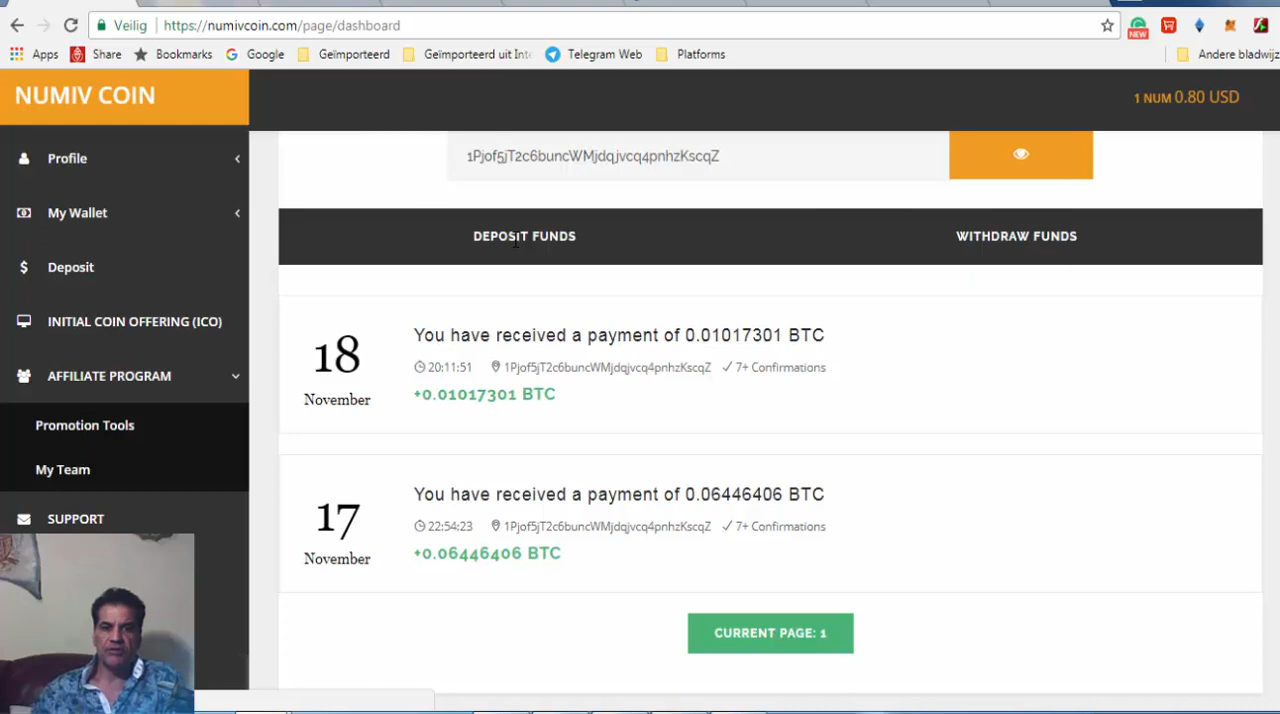 Veilig
https://numivcoin.com/page/dashboard
NEW
Apps Share Bookmarks Google Geïmporteerd Geïmporteerd uit Inte Telegram Web Platforms Andere bladwijz
NUMIV COIN
1 NUM 0.80 USD
Profile
My Wallet
Deposit
INITIAL COIN OFFERING (ICO)
AFFILIATE PROGRAM
Promotion Tools
My Team
SUPPORT
1Pjof5jT2c6buncWMjdqjvcq4pnhzKscqZ
DEPOSIT FUNDS
WITHDRAW FUNDS
18
November
You have received a payment of 0.01017301 BTC
20:11:51 1Pjof5jT2c6buncWMjdqjvcq4pnhzKscqZ 7+ Confirmations
+0.01017301 BTC
17
November
You have received a payment of 0.06446406 BTC
22:54:23 1Pjof5jT2c6buncWMjdqjvcq4pnhzKscqZ 7+ Confirmations
+0.06446406 BTC
CURRENT PAGE: 1